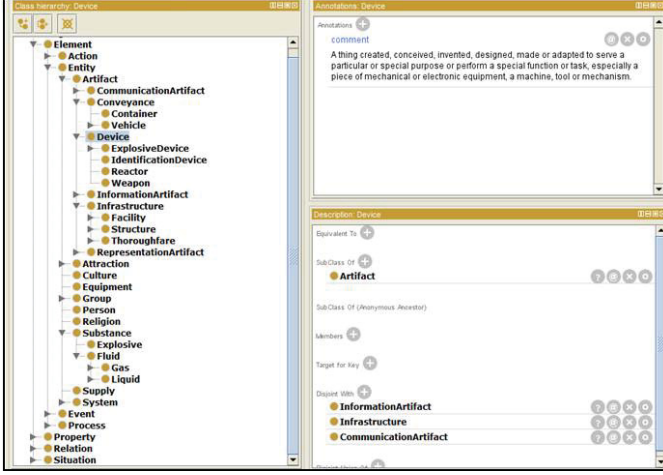 Class hierarchy: Device
Element
Action
Entity
Artifact
CommunicationArtifact
Conveyance
Container
Vehicle
Device
ExplosiveDevice
IdentificationDevice
Reactor
Weapon
InformationArtifact
Infrastructure
Facility
Structure
Thoroughfare
RepresentationArtifact
Attraction
Culture
Equipment
Group
Person
Religion
Substance
Explosive
Fluid
Gas
Liquid
Supply
System
Event
Process
Property
Relation
Situation
Annotations: Device
Annotations
comment
A thing created, conceived, invented, designed, made or adapted to serve a
particular or special purpose or perform a special function or task, especially a
piece of mechanical or electronic equipment, a machine, tool or mechanism.
Description: Device
Equivalent To
SubClass Of
Artifact
SubClass Of (Anonymous Ancestor)
Members
Target for Key
Disjoint With
InformationArtifact
Infrastructure
CommunicationArtifact
Disjoint Union Of